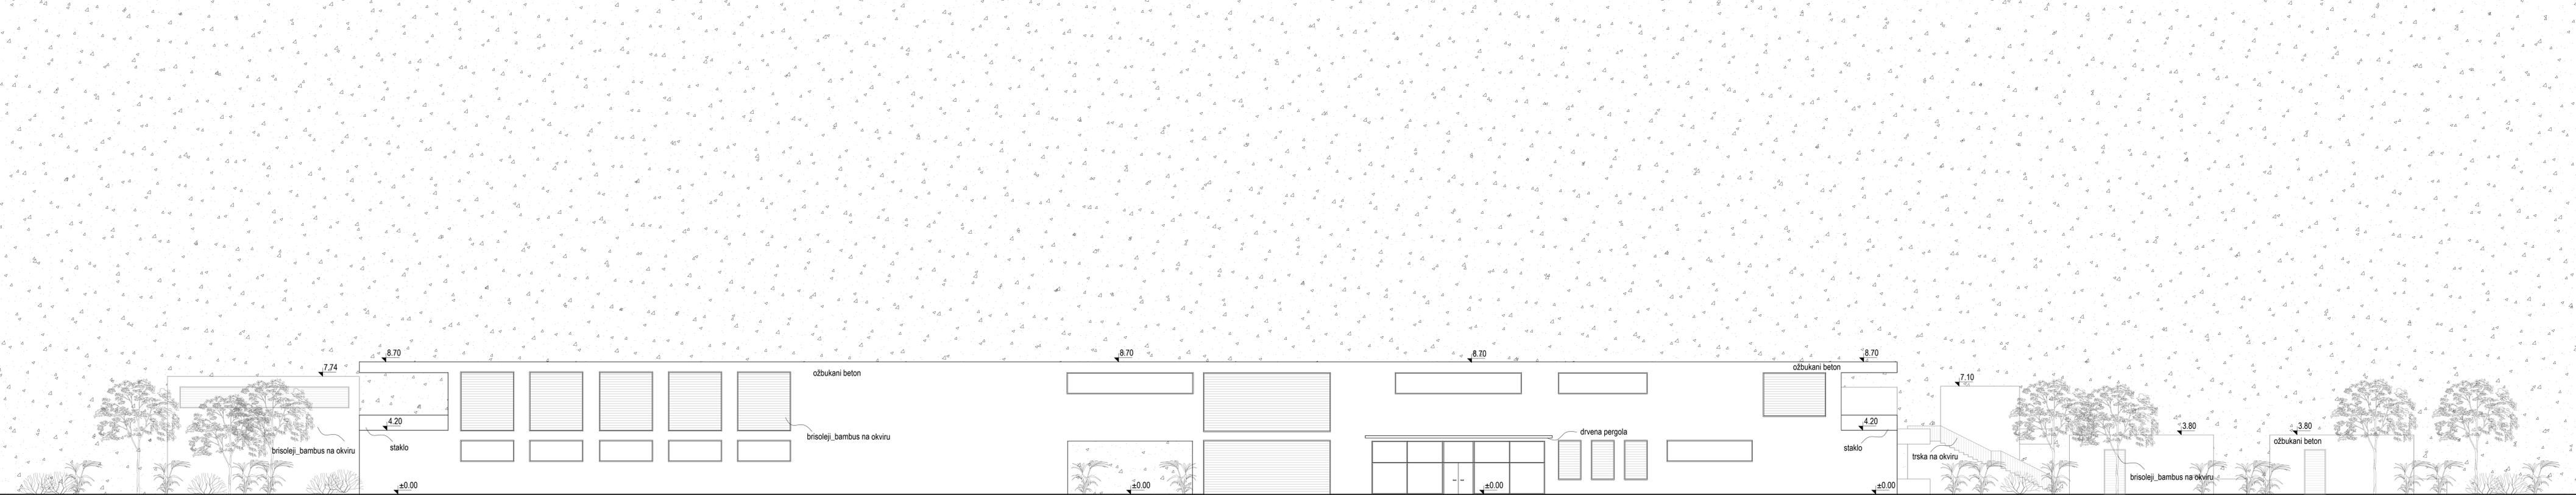 8.70
8.70
8.70
8.70
7.74
ožbukani beton
ožbukani beton
7.10
4.20
4.20
3.80
3.80
brisoleji_bambus na okviru
staklo
brisoleji_bambus na okviru
drvena pergola
staklo
trska na okviru
ožbukani beton
brisoleji_bambus na okviru
±0.00
±0.00
±0.00
±0.00